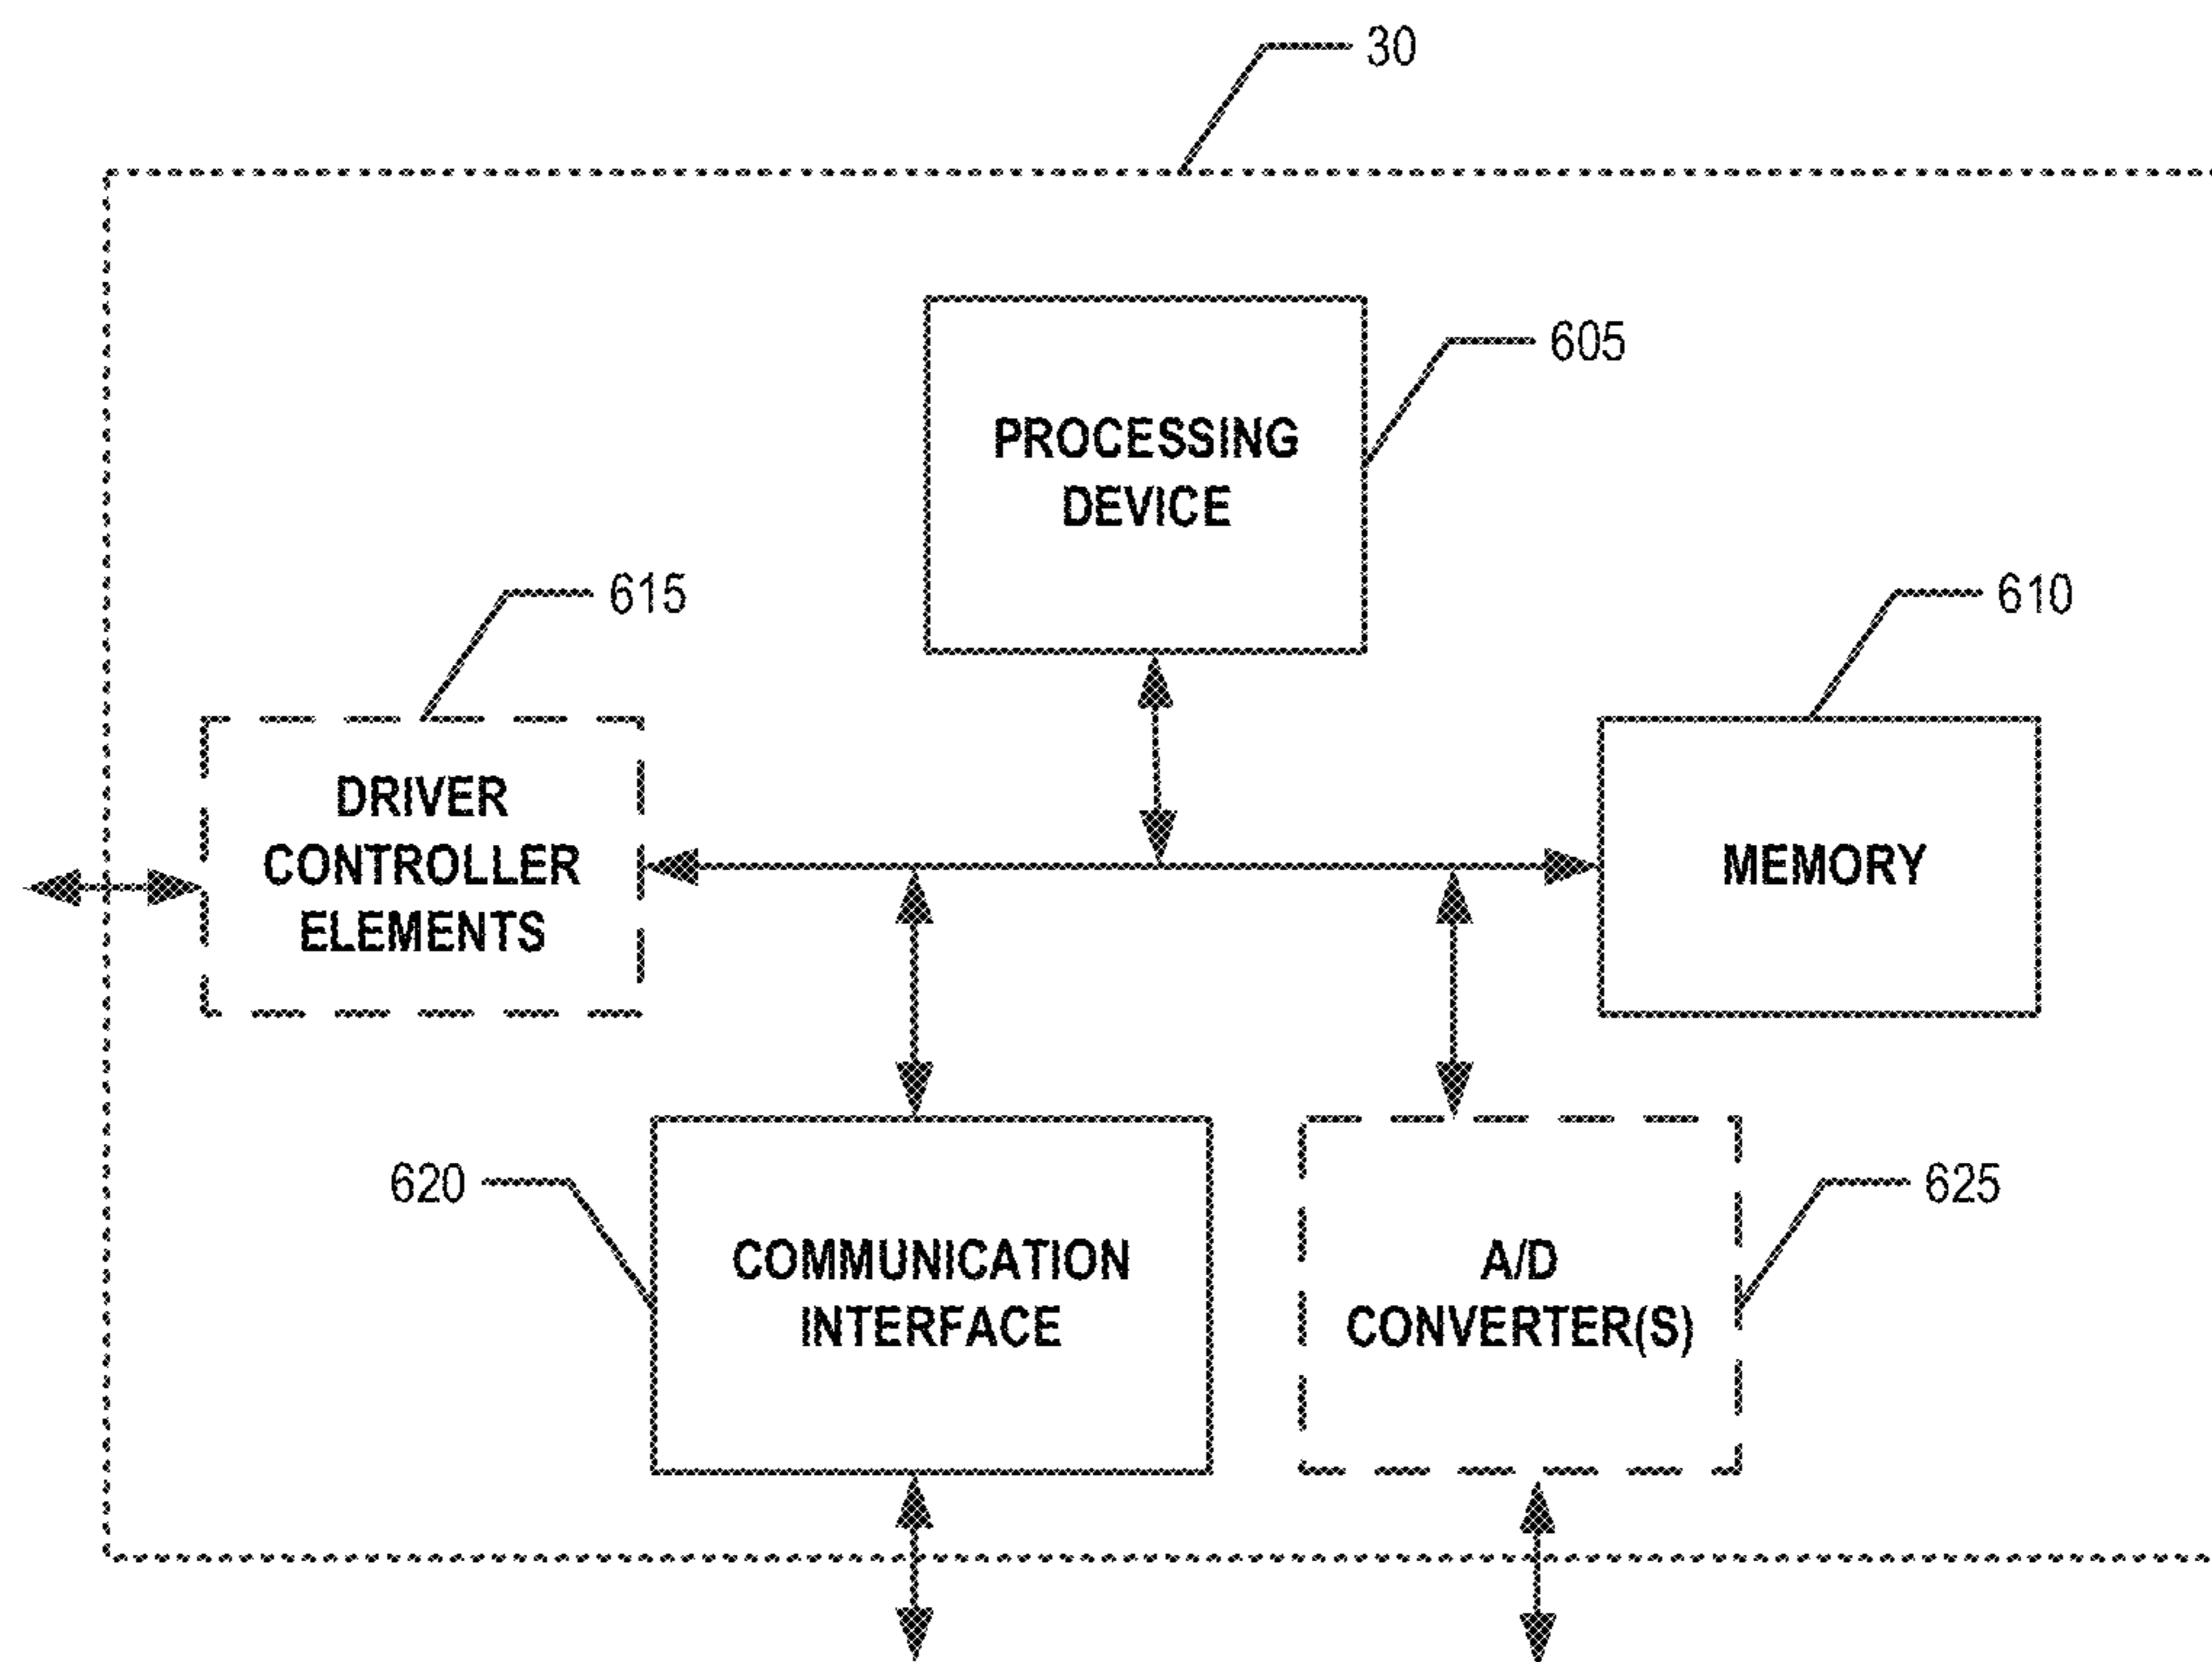 30
605
PROCESSING
DEVICE
615
610
DRIVER
CONTROLLER
ELEMENTS
MEMORY
620
625
COMMUNICATION
INTERFACE
A/D
CONVERTER(S)